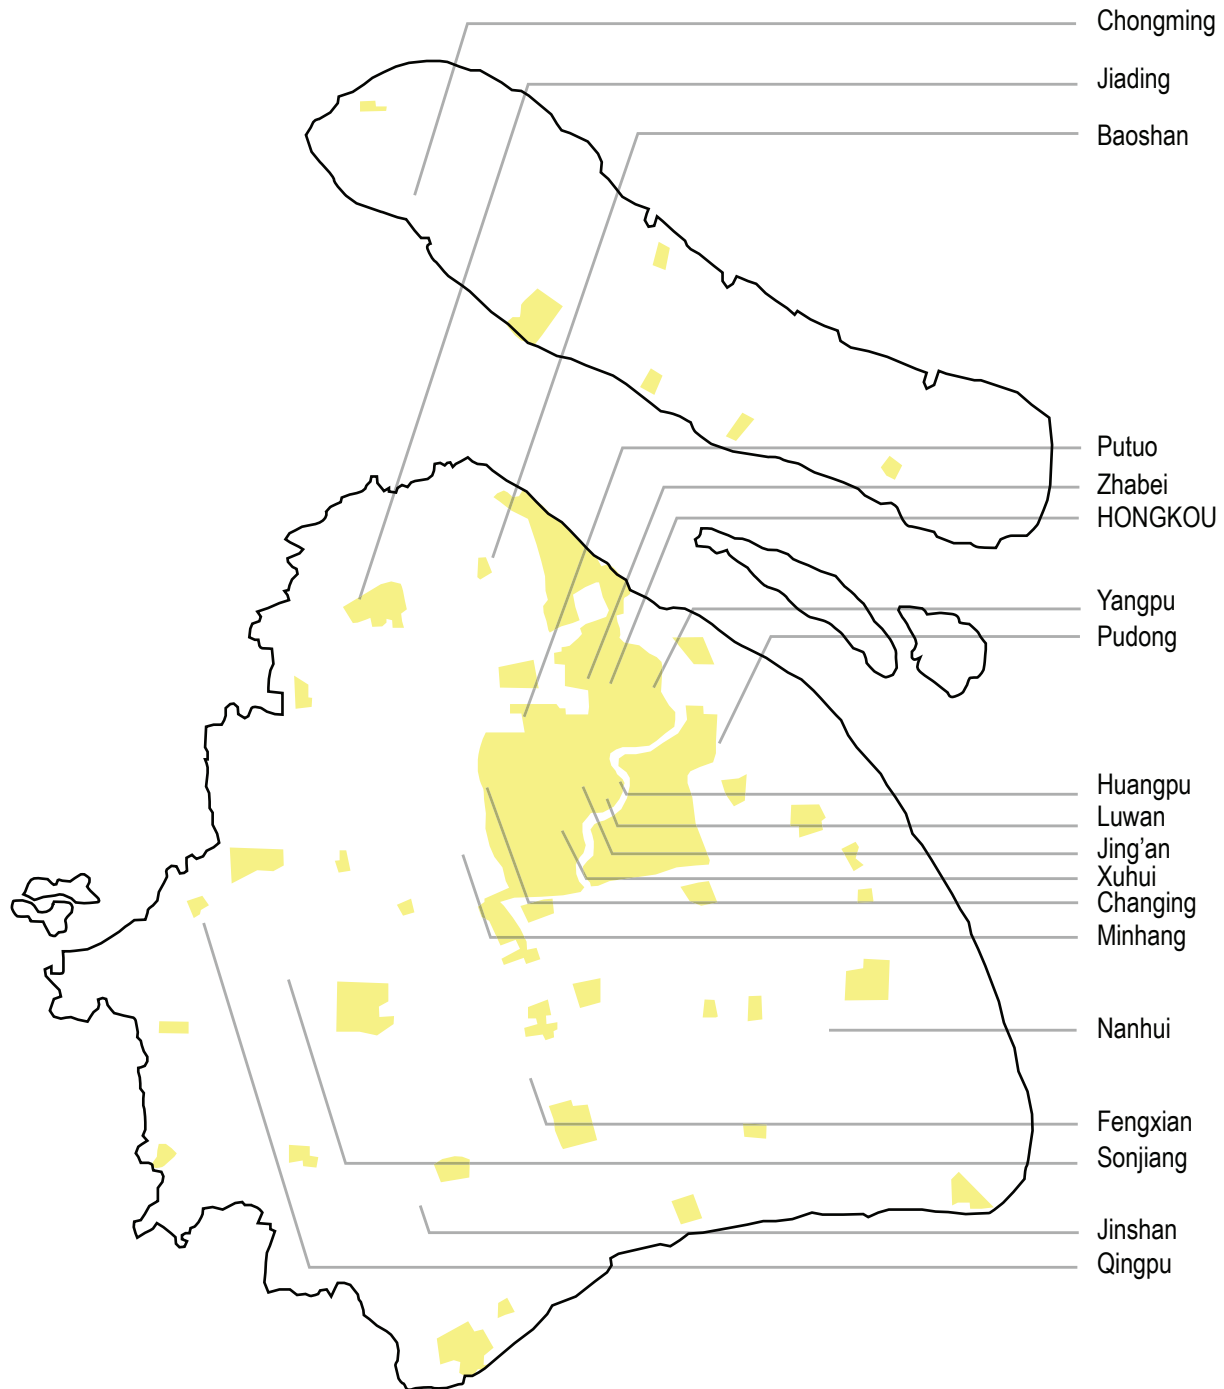 Chongming
Jiading
Baoshan
Putuo
Zhabei
HONGKOU
Yangpu
Pudong
Huangpu
Luwan
Jing’an
Xuhui
Changing
Minhang
Nanhui
Fengxian
Sonjiang
Jinshan
Qingpu